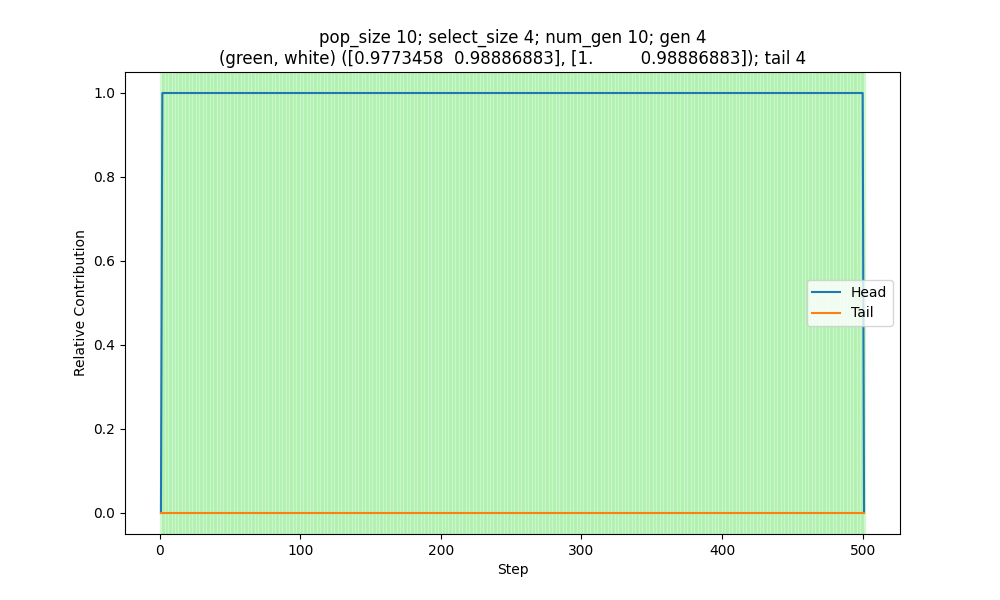 pop_size 10; select_size 4; num_gen 10; gen 4
(green, white) ([0.9773458  0.98886883], [1.         0.98886883]); tail 4
1.0
0.8
0.6
0.4
0.2
0.0
Relative Contribution
Head
Tail
0
100
200
300
400
500
Step